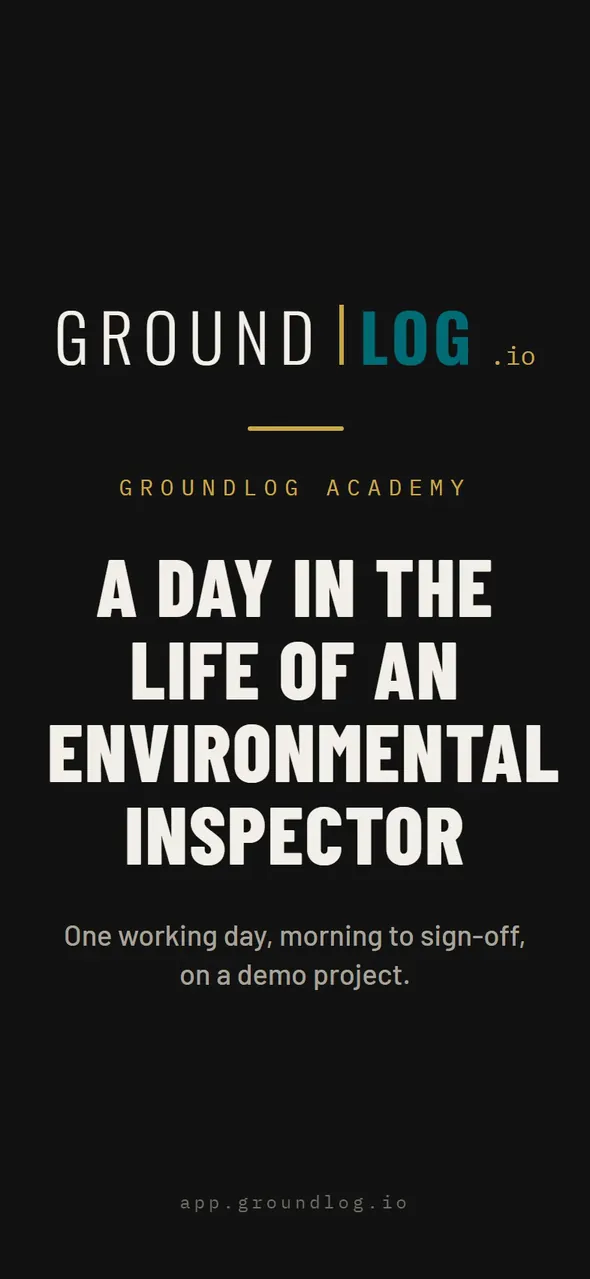 GROUND|LOG .io
GROUNDLOG ACADEMY
A DAY IN THE
LIFE OF AN
ENVIRONMENTAL
INSPECTOR
One working day, morning to sign-off,
on a demo project.
app.groundlog.io